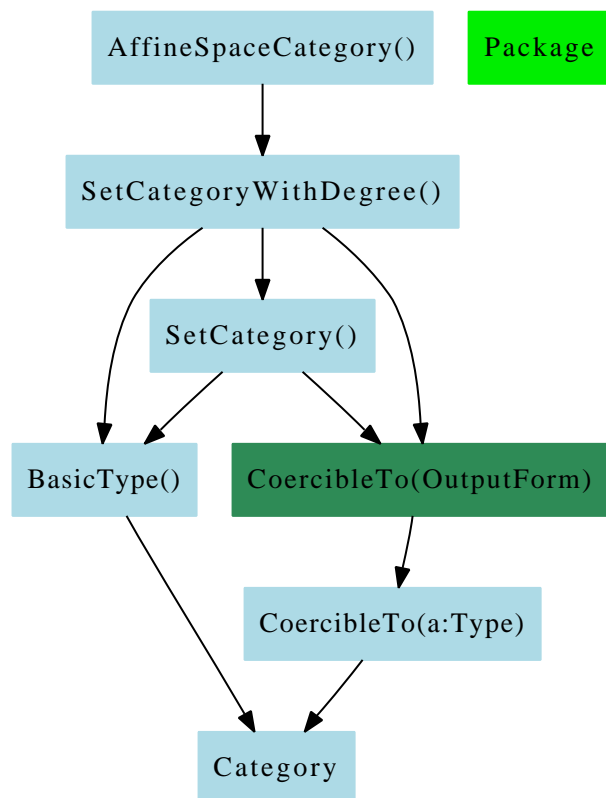 AffineSpaceCategory()
Package
SetCategoryWithDegree()
SetCategory()
BasicType()
CoercibleTo(OutputForm)
CoercibleTo(a:Type)
Category